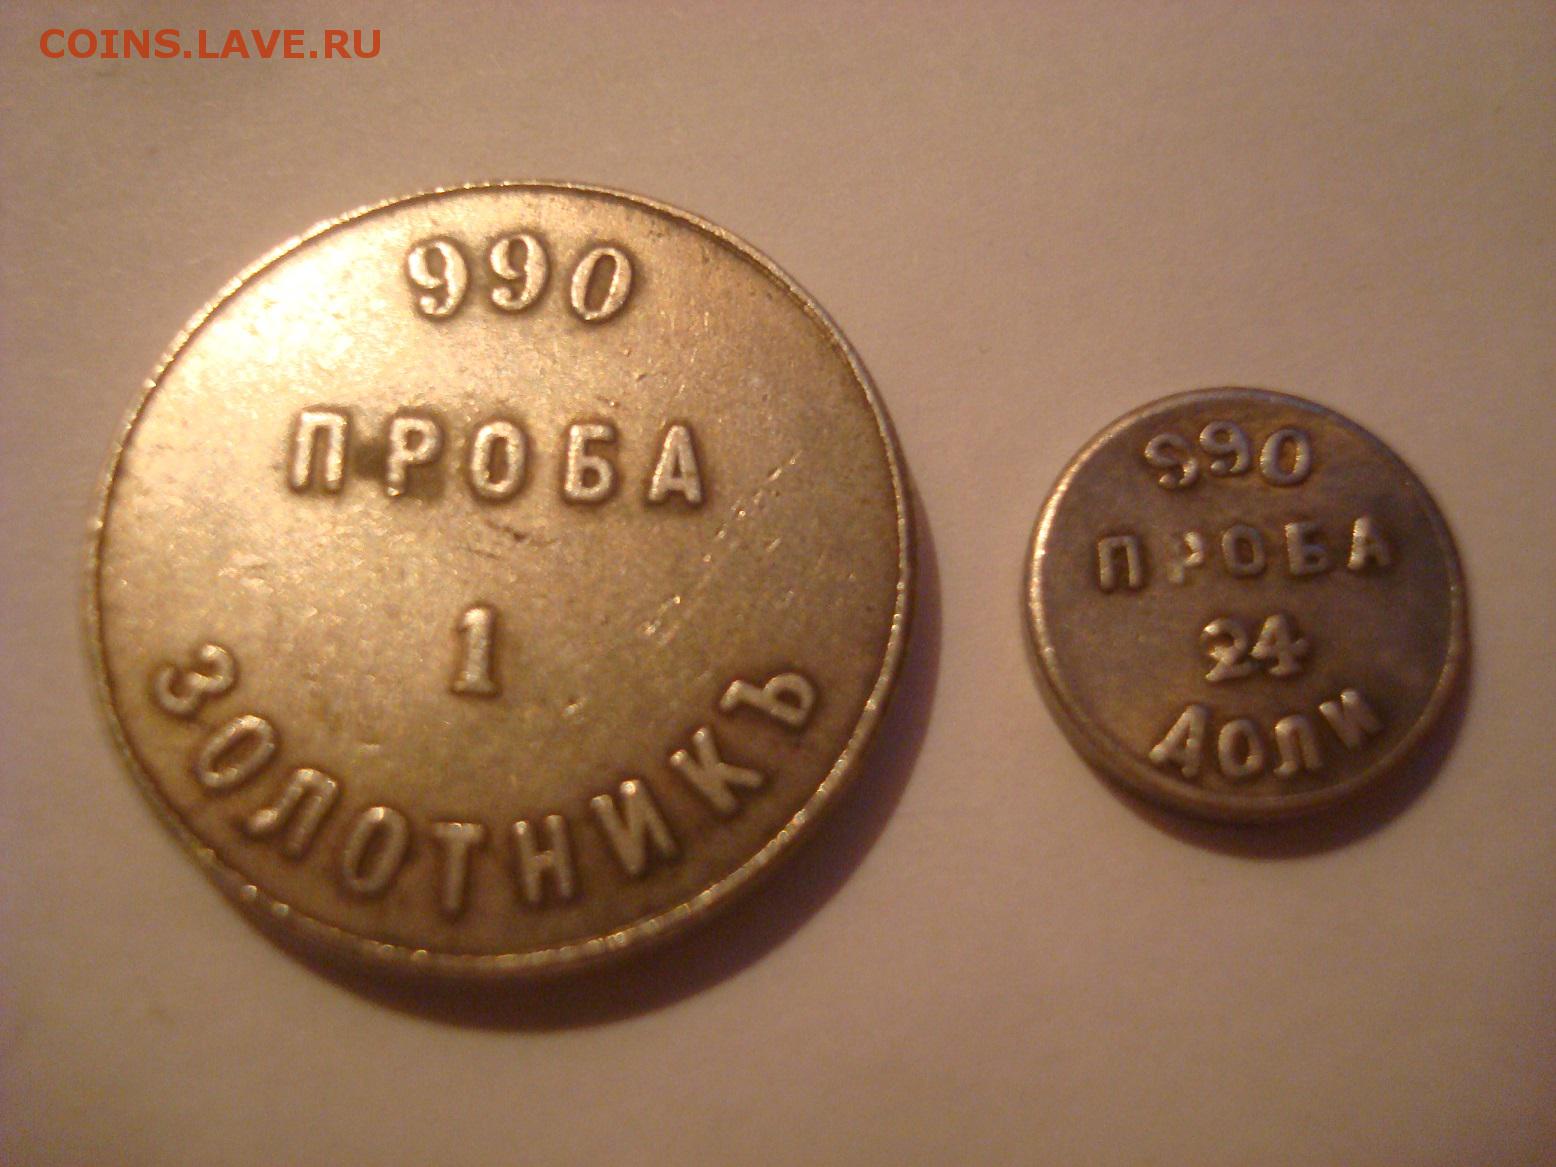 COINS.LAVE.RU
990
ПРОБА
1
ЗОЛОТНИКЪ
990
ПРОБА
24
ДОЛИ